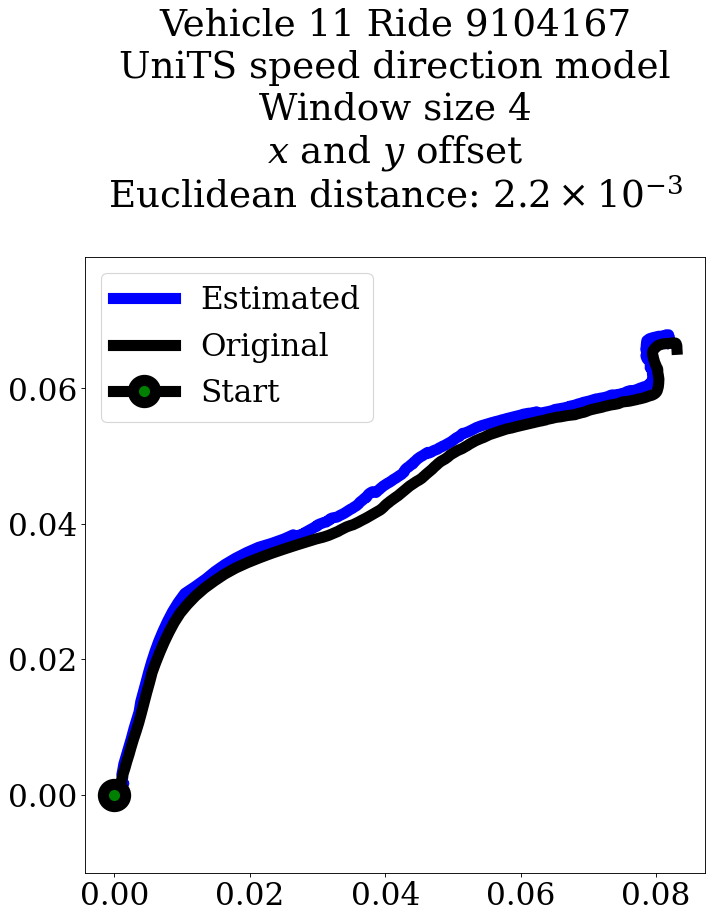 Vehicle 11 Ride 9104167
UniTS speed direction model
Window size 4
x and y offset
Euclidean distance: 2.2 × 10⁻³
Estimated
Original
Start
0.06
0.04
0.02
0.00
0.00 0.02 0.04 0.06 0.08